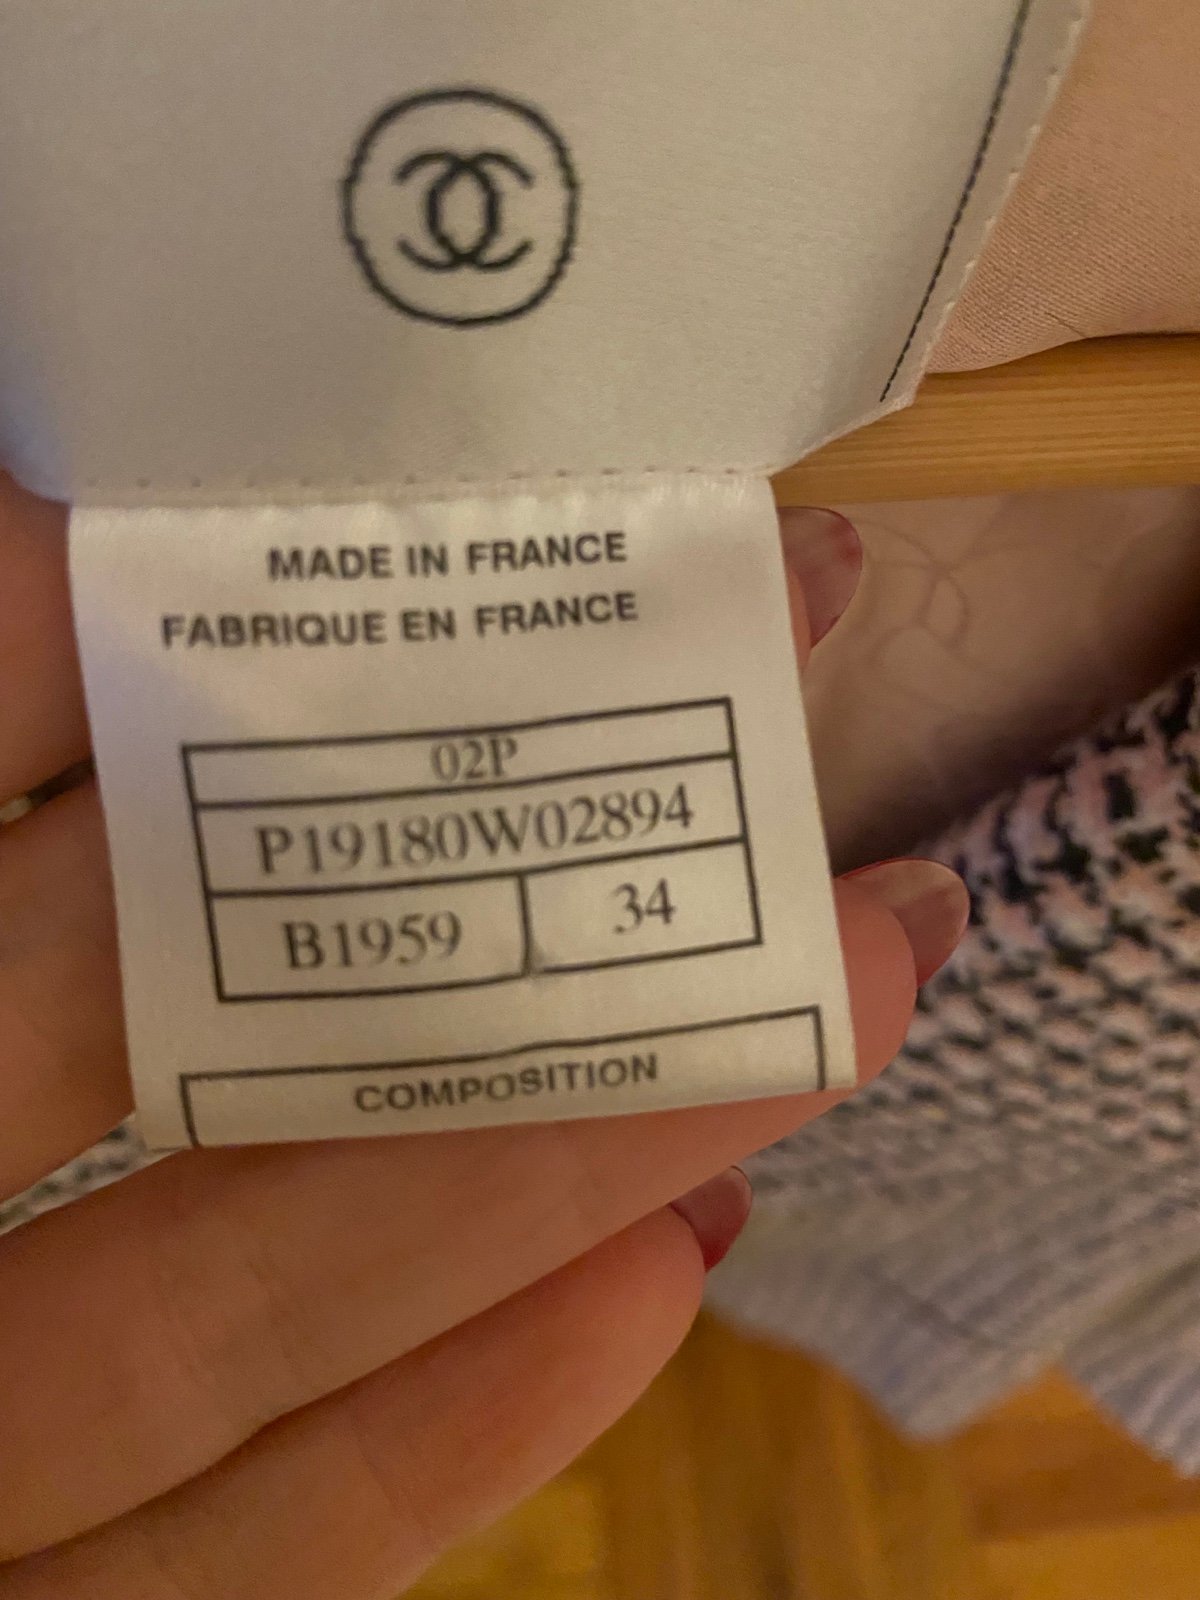 MADE IN FRANCE
FABRIQUE EN FRANCE
02P
P19180W02894
B1959 34
COMPOSITION